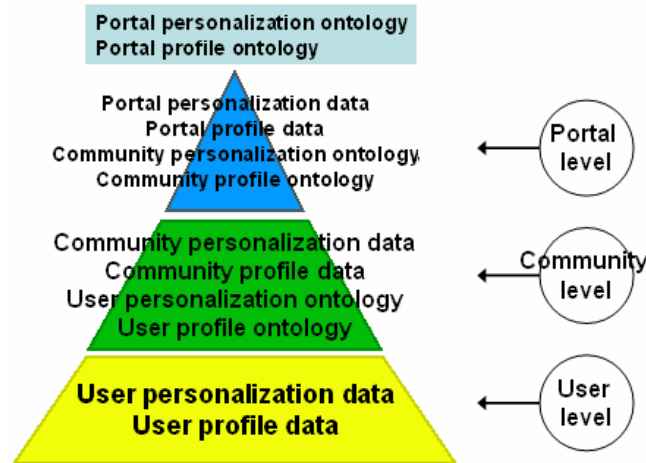 Portal personalization ontology
Portal profile ontology
Portal personalization data
Portal profile data
Community personalization ontology
Community profile ontology
Portal
level
Community personalization data
Community profile data
User personalization ontology
User profile ontology
Community
level
User personalization data
User profile data
User
level